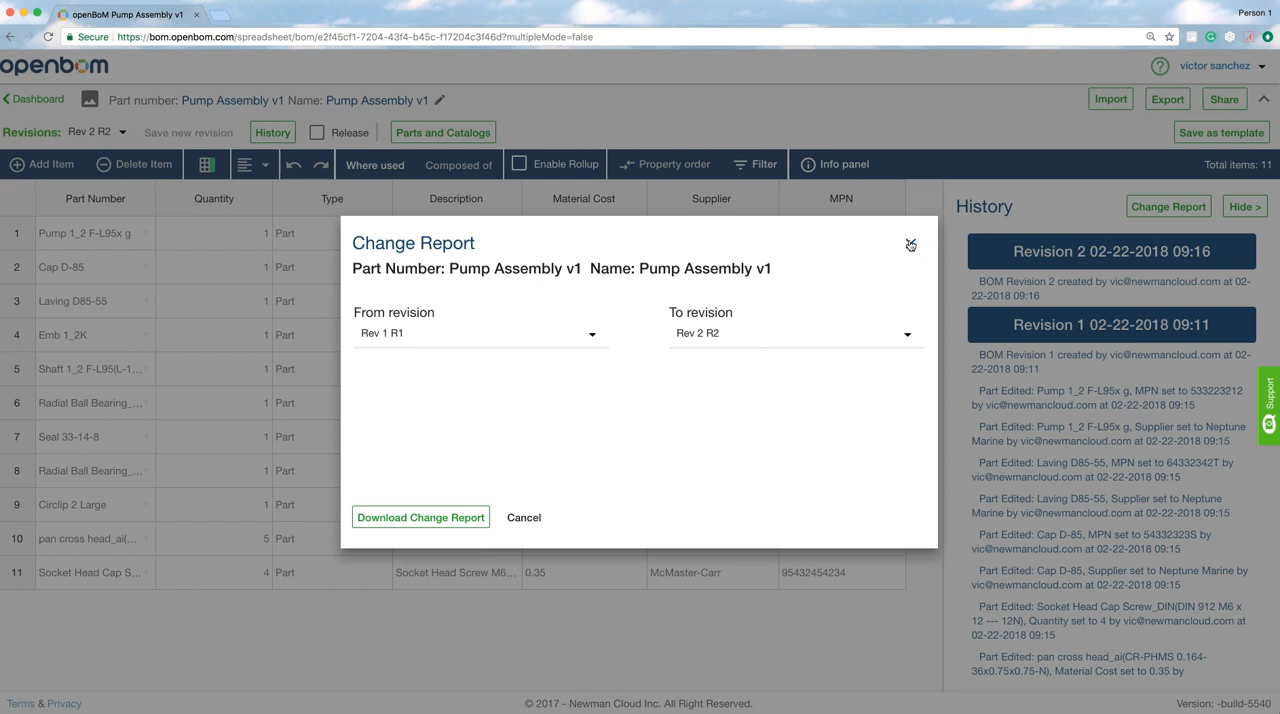 openBoM Pump Assembly v1
Person 1
Secure
https://bom.openbom.com/spreadsheet/bom/e2f45cf1-7204-43f4-b45c-f17204c3f46d?multipleMode=false
openbom
victor sanchez
Dashboard
Part number: Pump Assembly v1 Name: Pump Assembly v1
Import
Export
Share
Revisions: Rev 2 R2
Save new revision
History
Release
Parts and Catalogs
Save as template
Add Item
Delete Item
Where used
Composed of
Enable Rollup
Property order
Filter
Info panel
Total items: 11
Part Number Quantity Type Description Material Cost Supplier MPN
1 Pump 1_2 F-L95x g 1 Part
2 Cap D-85 1 Part
3 Laving D85-55 1 Part
4 Emb 1_2K 1 Part
5 Shaft 1_2 F-L95(L-1... 1 Part
6 Radial Ball Bearing_... 1 Part
7 Seal 33-14-8 1 Part
8 Radial Ball Bearing_... 1 Part
9 Circlip 2 Large 1 Part
10 pan cross head_ai(... 5 Part
11 Socket Head Cap S... 4 Part Socket Head Screw M6... 0.35 McMaster-Carr 95432454234
Change Report
Part Number: Pump Assembly v1 Name: Pump Assembly v1
From revision
Rev 1 R1
To revision
Rev 2 R2
Download Change Report
Cancel
History
Change Report
Hide >
Revision 2 02-22-2018 09:16
BOM Revision 2 created by vic@newmancloud.com at 02-
22-2018 09:16
Revision 1 02-22-2018 09:11
BOM Revision 1 created by vic@newmancloud.com at 02-
22-2018 09:11
Part Edited: Pump 1_2 F-L95x g, MPN set to 533223212
by vic@newmancloud.com at 02-22-2018 09:15
Part Edited: Pump 1_2 F-L95x g, Supplier set to Neptune
Marine by vic@newmancloud.com at 02-22-2018 09:15
Part Edited: Laving D85-55, MPN set to 64332342T by
vic@newmancloud.com at 02-22-2018 09:15
Part Edited: Laving D85-55, Supplier set to Neptune
Marine by vic@newmancloud.com at 02-22-2018 09:15
Part Edited: Cap D-85, MPN set to 54332323S by
vic@newmancloud.com at 02-22-2018 09:15
Part Edited: Cap D-85, Supplier set to Neptune Marine by
vic@newmancloud.com at 02-22-2018 09:15
Part Edited: Socket Head Cap Screw_DIN(DIN 912 M6 x
12 --- 12N), Quantity set to 4 by vic@newmancloud.com at
02-22-2018 09:15
Part Edited: pan cross head_ai(CR-PHMS 0.164-
36x0.75x0.75-N), Material Cost set to 0.35 by
Support
Terms & Privacy
© 2017 - Newman Cloud Inc. All Right Reserved.
Version: -build-5540